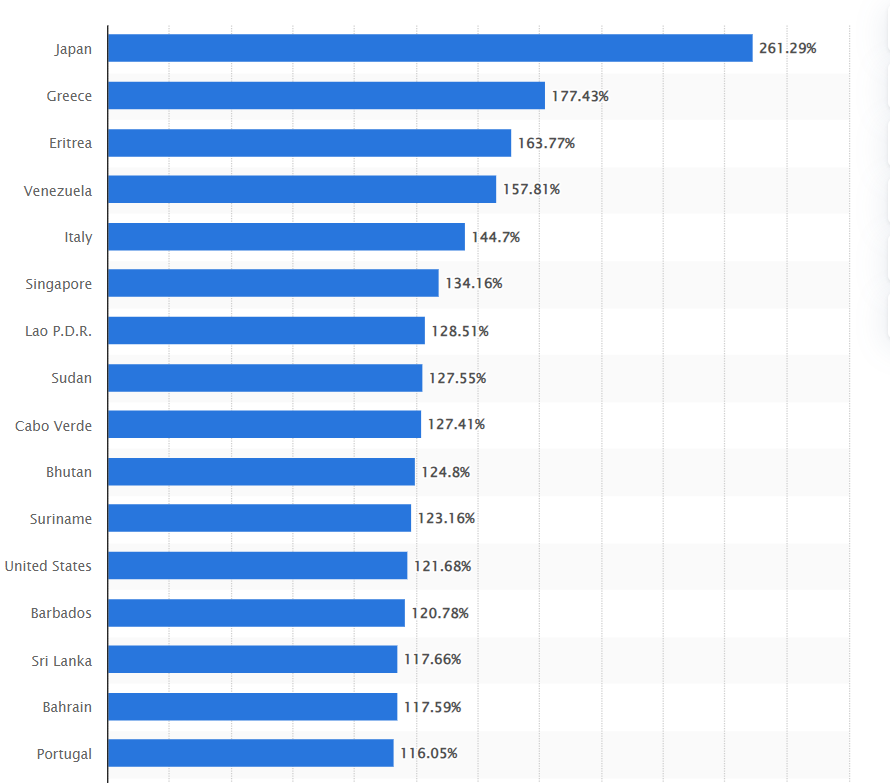 Japan 261.29%
Greece 177.43%
Eritrea 163.77%
Venezuela 157.81%
Italy 144.7%
Singapore 134.16%
Lao P.D.R. 128.51%
Sudan 127.55%
Cabo Verde 127.41%
Bhutan 124.8%
Suriname 123.16%
United States 121.68%
Barbados 120.78%
Sri Lanka 117.66%
Bahrain 117.59%
Portugal 116.05%